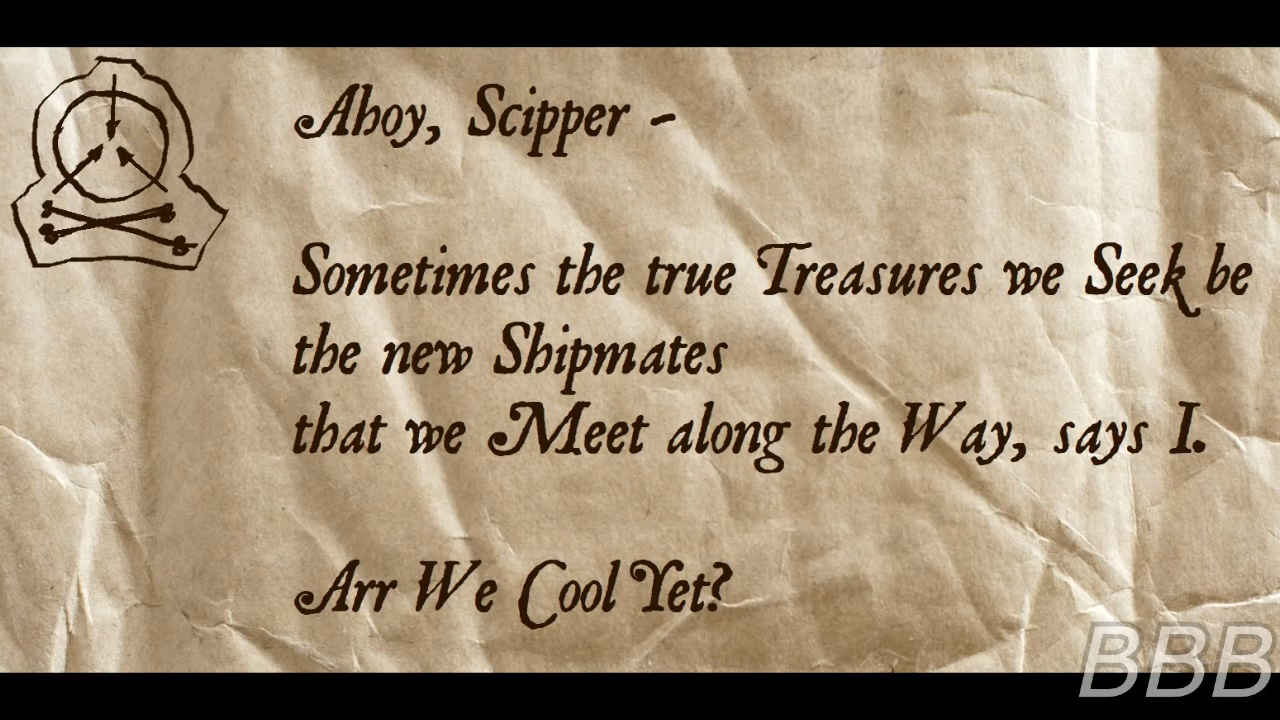 Ahoy, Scipper -
Sometimes the true Treasures we Seek be
the new Shipmates
that we Meet along the Way, says I.
Arr We Cool Yet?
BBB